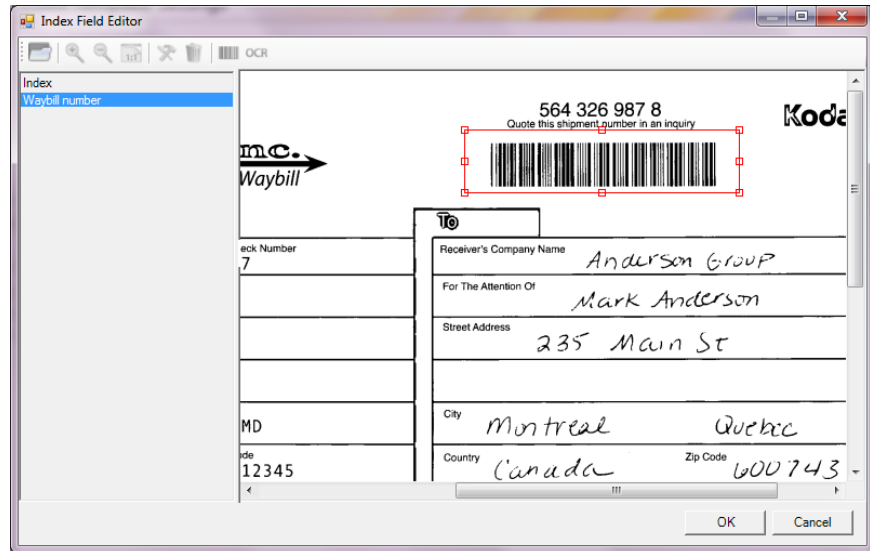 Index Field Editor
1:1 OCR
Index
Waybill number
564 326 987 8
Quote this shipment number in an inquiry
nc.
Waybill
To
eck Number
7
Receiver's Company Name Anderson Group
For The Attention Of Mark Anderson
Street Address 235 Main St
MD
City Montreal Quebec
12345
Country Canada Zip Code 600743
OK Cancel